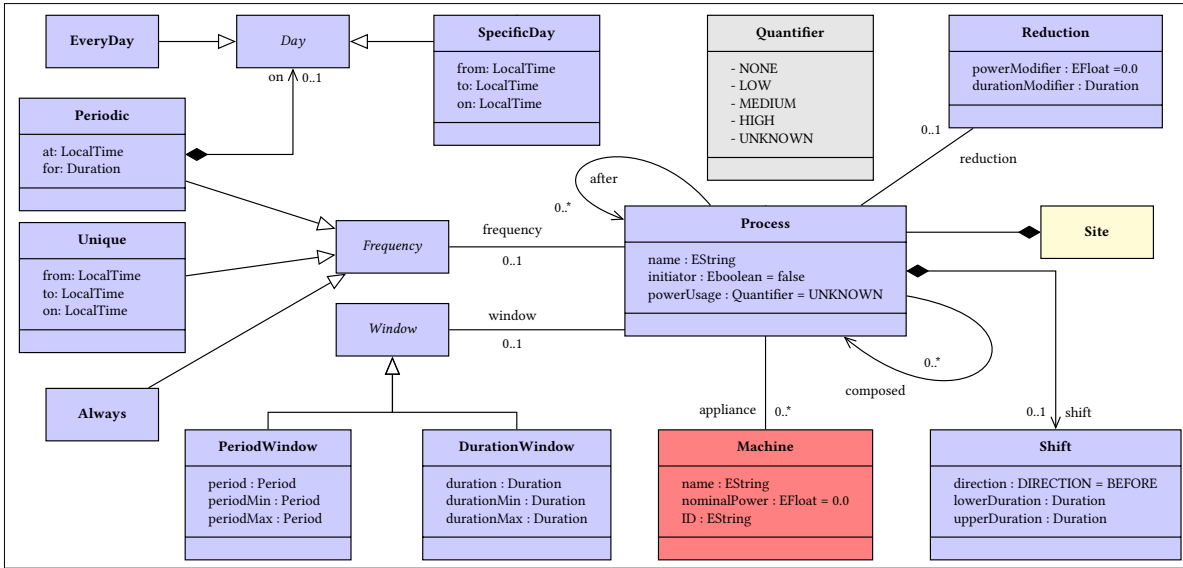 EveryDay
Day
SpecificDay
from: LocalTime
to: LocalTime
on: LocalTime
Quantifier
- NONE
- LOW
- MEDIUM
- HIGH
- UNKNOWN
Reduction
powerModifier : EFloat =0.0
durationModifier : Duration
on
0..1
Periodic
at: LocalTime
for: Duration
0..1
reduction
after
0..*
Unique
from: LocalTime
to: LocalTime
on: LocalTime
Frequency
frequency
0..1
Process
name : EString
initiator : Eboolean = false
powerUsage : Quantifier = UNKNOWN
Site
Window
window
0..1
0..*
composed
Always
appliance
0..*
0..1
shift
PeriodWindow
period : Period
periodMin : Period
periodMax : Period
DurationWindow
duration : Duration
durationMin : Duration
durationMax : Duration
Machine
name : EString
nominalPower : EFloat = 0.0
ID : EString
Shift
direction : DIRECTION = BEFORE
lowerDuration : Duration
upperDuration : Duration